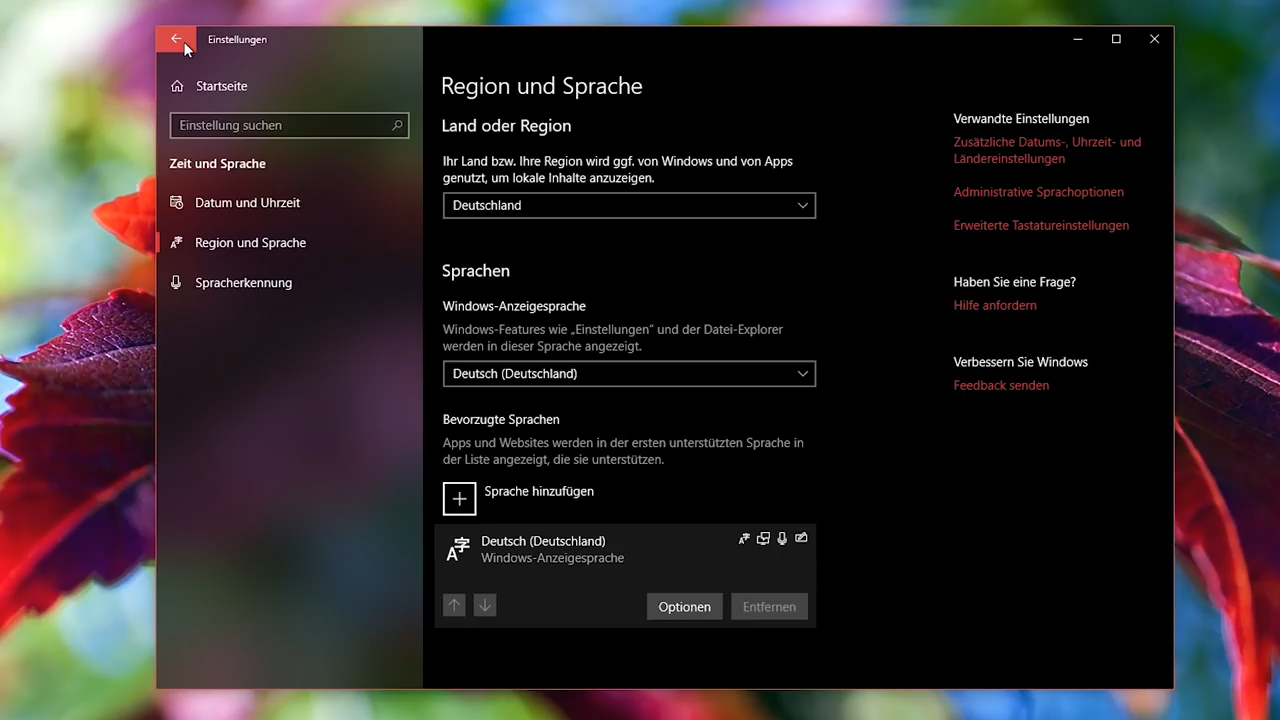 Einstellungen
Startseite
Einstellung suchen
Zeit und Sprache
Datum und Uhrzeit
Region und Sprache
Spracherkennung
Region und Sprache
Land oder Region
Ihr Land bzw. Ihre Region wird ggf. von Windows und von Apps
genutzt, um lokale Inhalte anzuzeigen.
Deutschland
Sprachen
Windows-Anzeigesprache
Windows-Features wie „Einstellungen“ und der Datei-Explorer
werden in dieser Sprache angezeigt.
Deutsch (Deutschland)
Bevorzugte Sprachen
Apps und Websites werden in der ersten unterstützten Sprache in
der Liste angezeigt, die sie unterstützen.
Sprache hinzufügen
Deutsch (Deutschland)
Windows-Anzeigesprache
Optionen
Entfernen
Verwandte Einstellungen
Zusätzliche Datums-, Uhrzeit- und
Ländereinstellungen
Administrative Sprachoptionen
Erweiterte Tastatureinstellungen
Haben Sie eine Frage?
Hilfe anfordern
Verbessern Sie Windows
Feedback senden